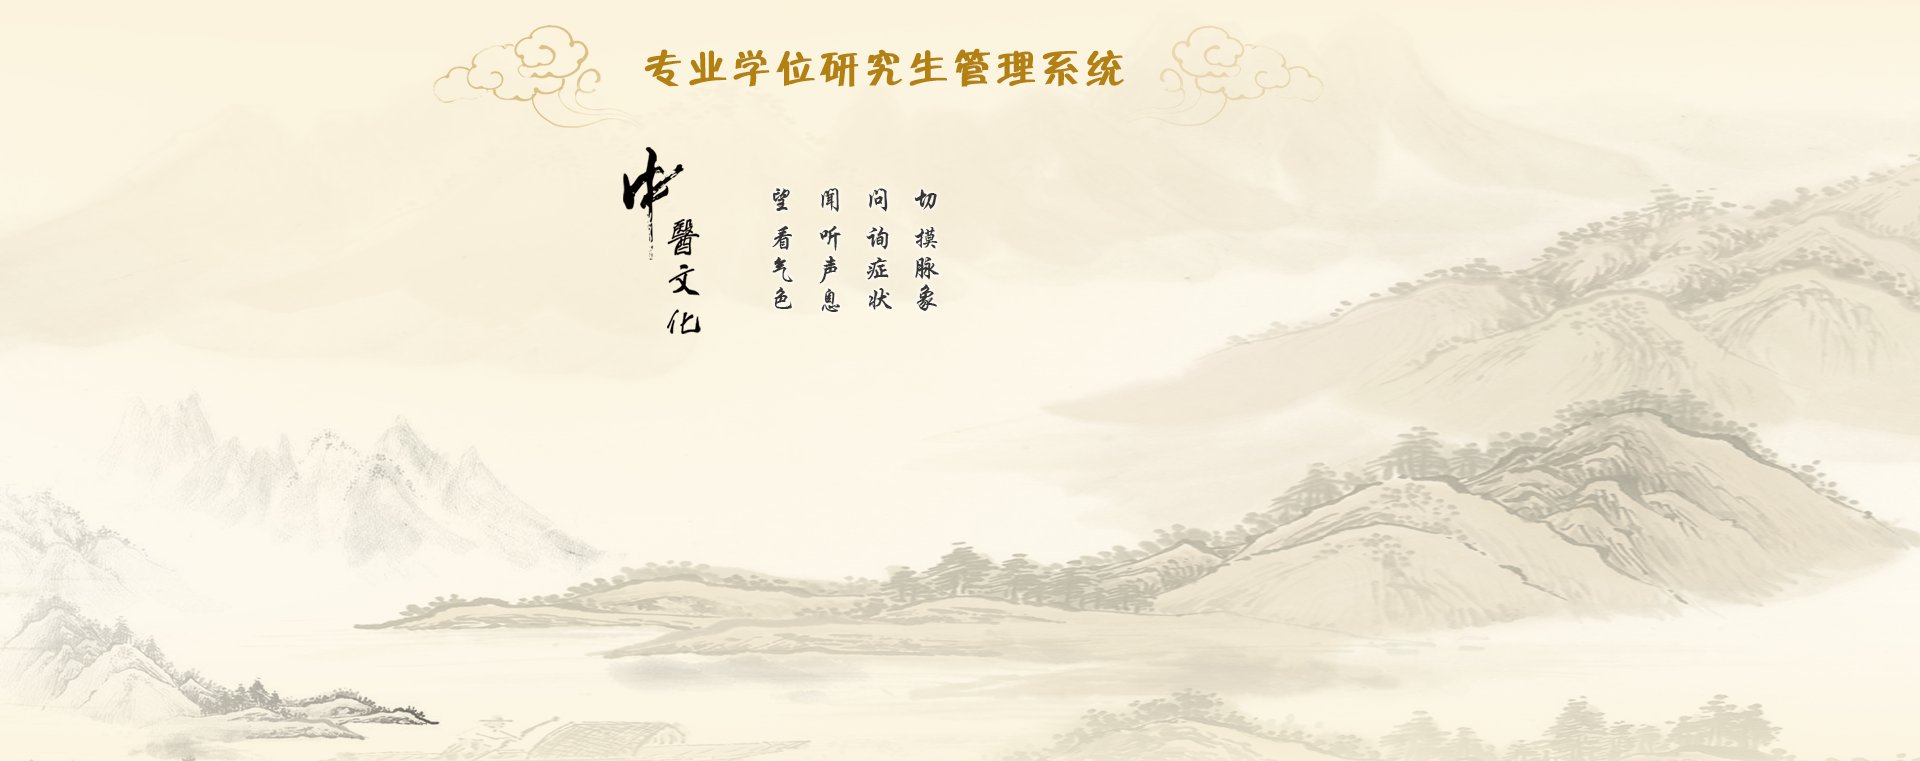 专业学位研究生管理系统
中醫文化
望 看气色
闻 听声息
问 询症状
切 摸脉象